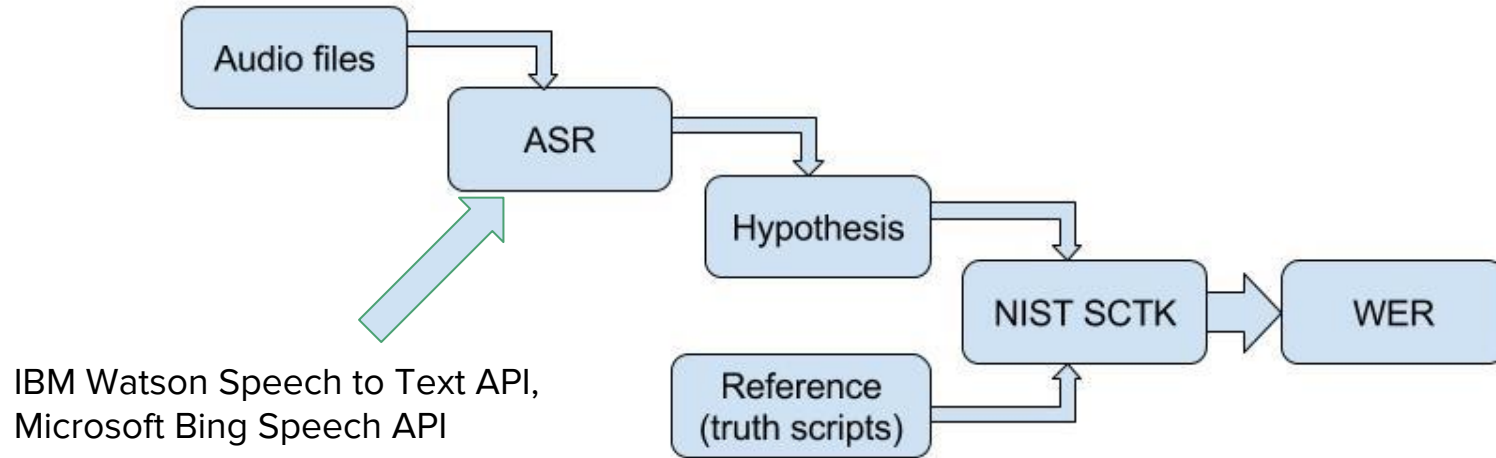 Audio files
ASR
Hypothesis
NIST SCTK
WER
Reference
(truth scripts)
IBM Watson Speech to Text API,
Microsoft Bing Speech API